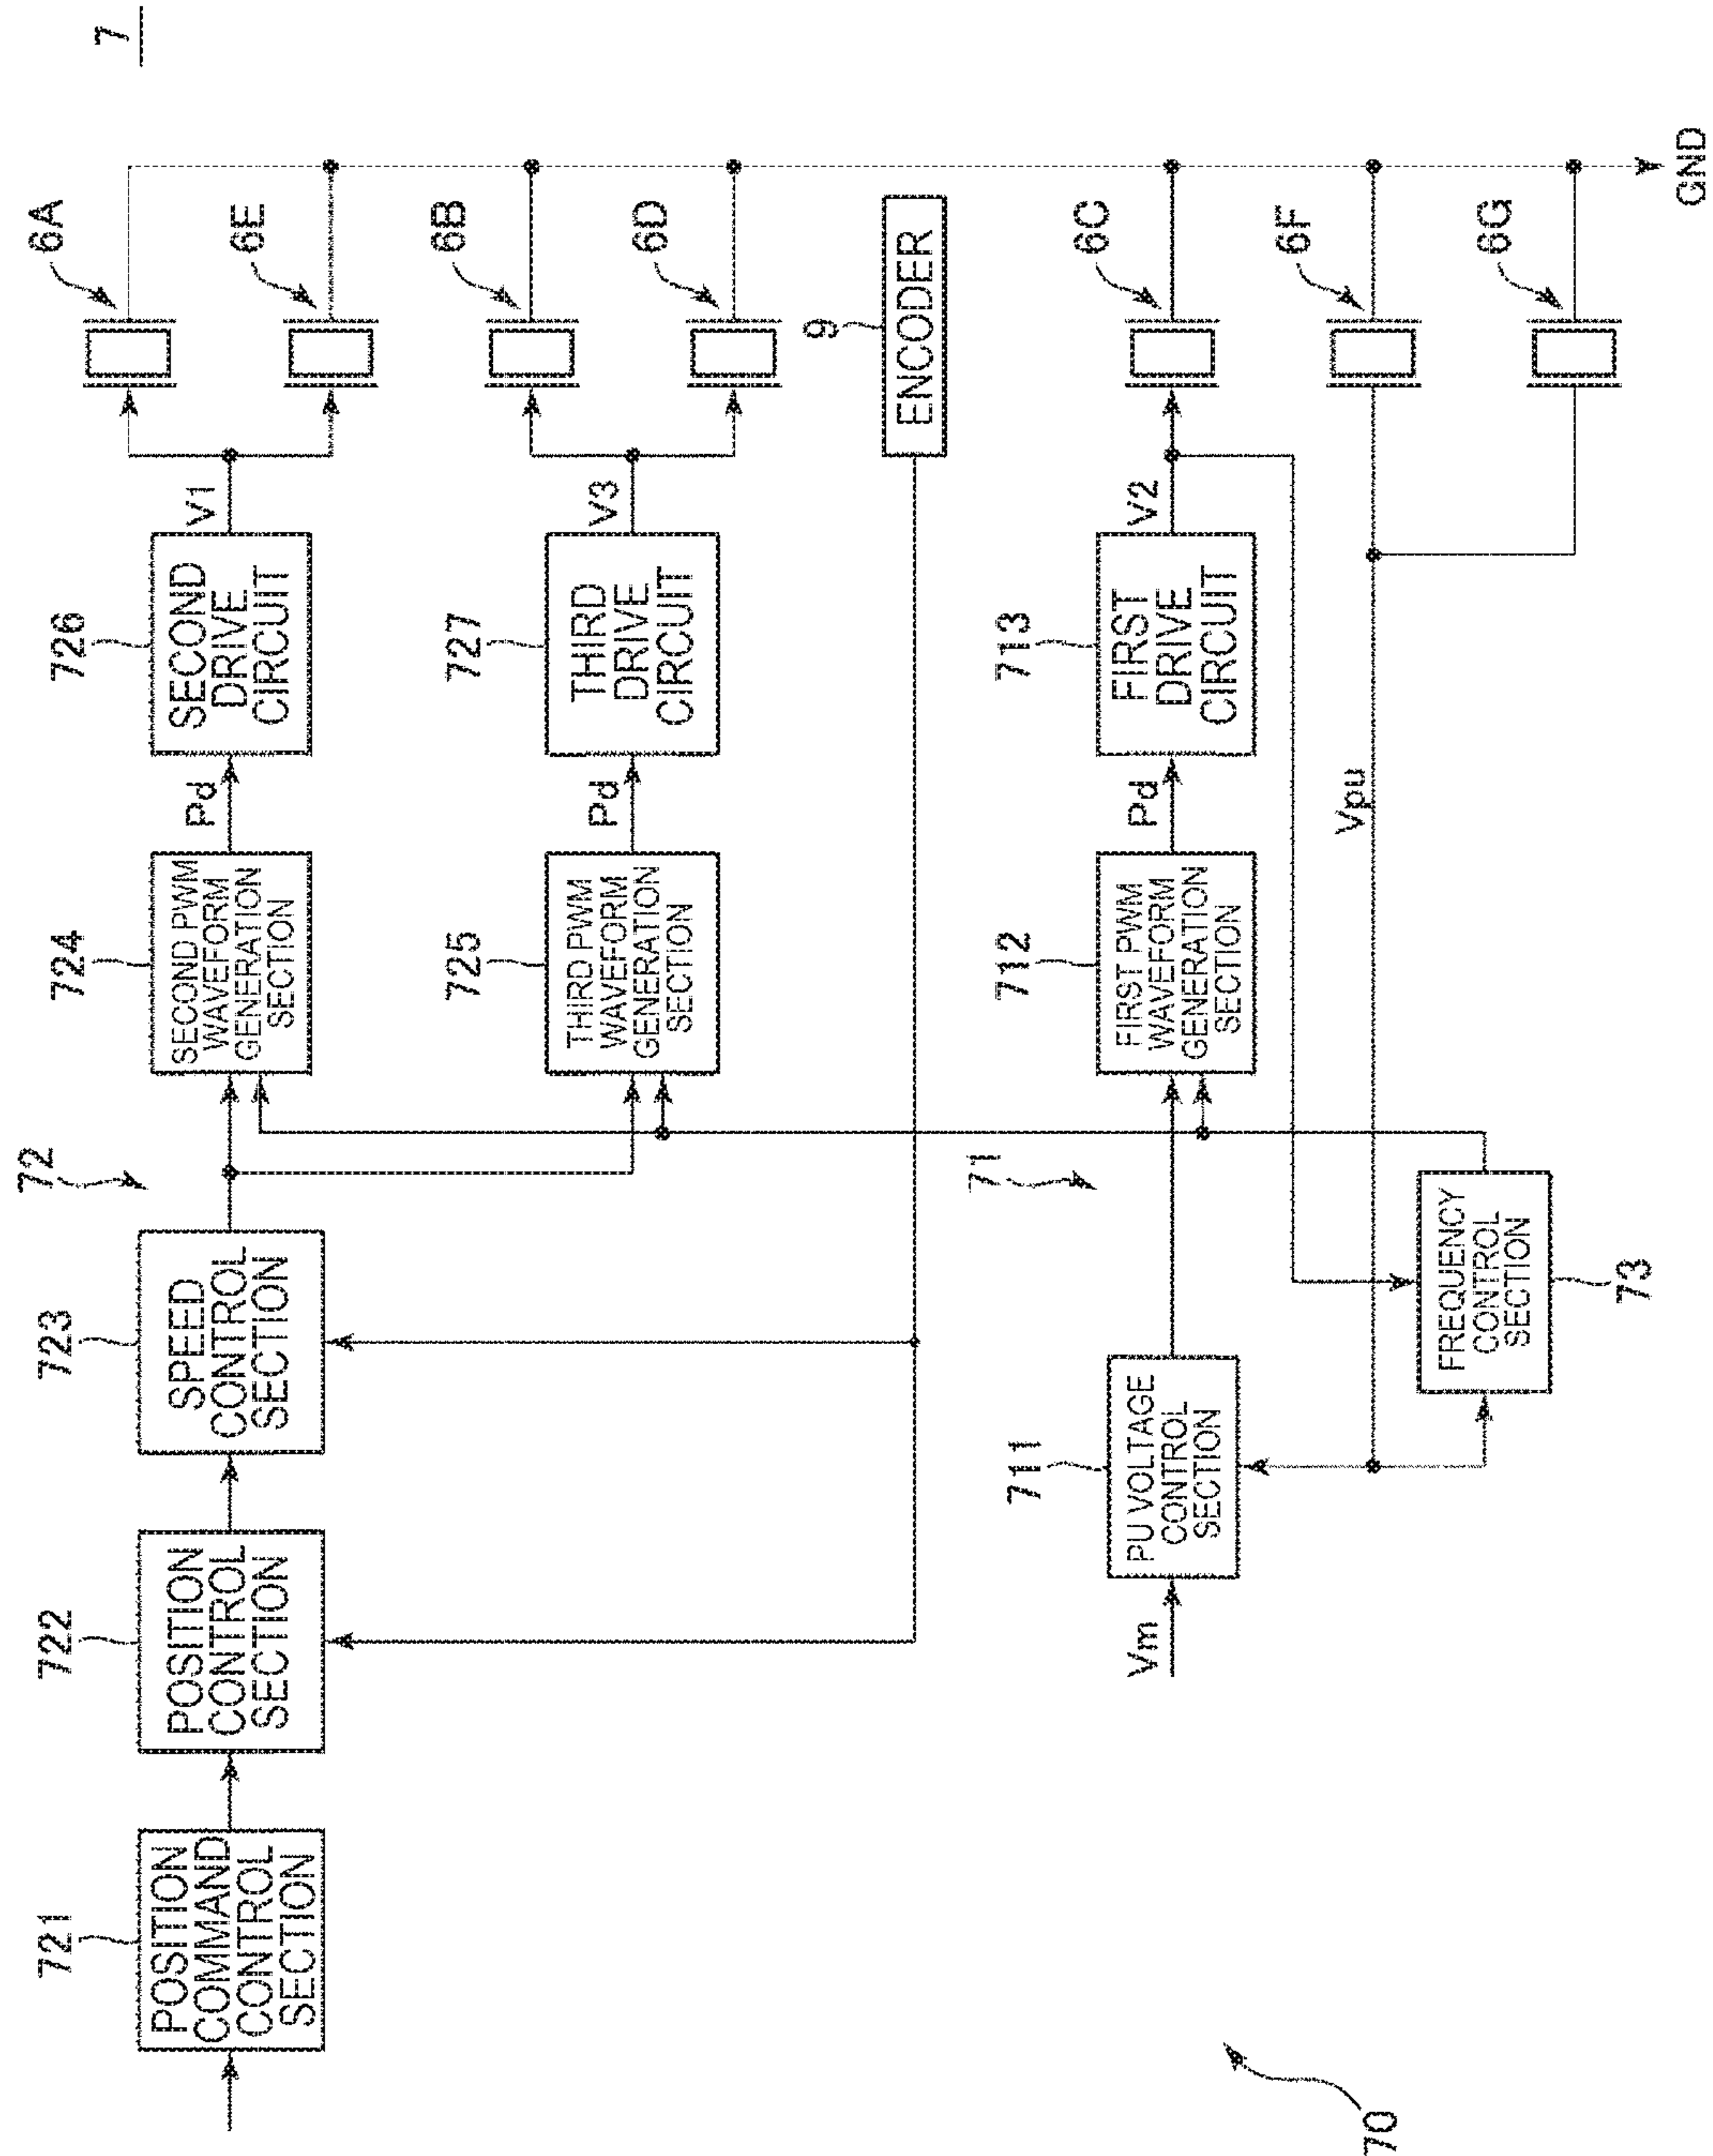 7
72
721
POSITION
COMMAND
CONTROL
SECTION
722
POSITION
CONTROL
SECTION
723
SPEED
CONTROL
SECTION
724
SECOND PWM
WAVEFORM
GENERATION
SECTION
Pd
726
SECOND
DRIVE
CIRCUIT
V1
6A
6E
725
THIRD PWM
WAVEFORM
GENERATION
SECTION
Pd
727
THIRD
DRIVE
CIRCUIT
V3
6B
6D
9
ENCODER
71
Vm
711
PU VOLTAGE
CONTROL
SECTION
712
FIRST PWM
WAVEFORM
GENERATION
SECTION
Pd
713
FIRST
DRIVE
CIRCUIT
V2
6C
Vpu
6F
6G
FREQUENCY
CONTROL
SECTION
73
GND
70